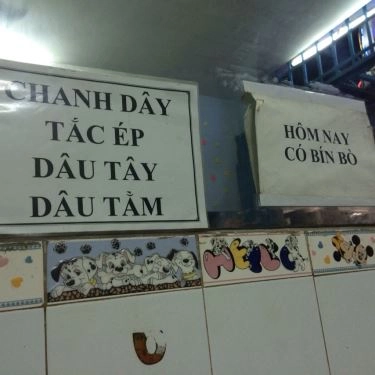 CHANH DÂY
TẮC ÉP
DÂU TÂY
DÂU TẰM
HÔM NAY
CÓ BÍN BÒ
HELLO